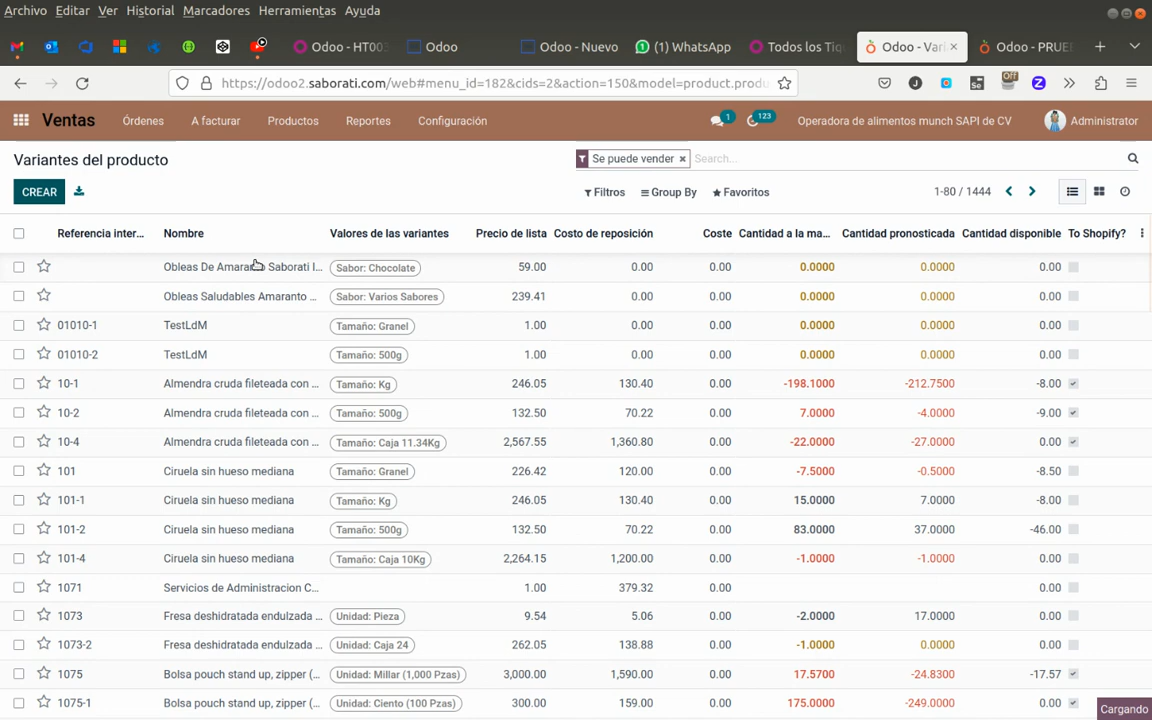 Archivo Editar Ver Historial Marcadores Herramientas Ayuda
Odoo - HT003 Odoo Odoo - Nuevo (1) WhatsApp Todos los Tiq Odoo - Vari × Odoo - PRUE
https://odoo2.saborati.com/web#menu_id=182&cids=2&action=150&model=product.produ
Ventas Órdenes A facturar Productos Reportes Configuración 1 123 Operadora de alimentos munch SAPI de CV Administrator
Variantes del producto Se puede vender × Search...
CREAR Filtros Group By Favoritos 1-80 / 1444
Referencia inter... Nombre Valores de las variantes Precio de lista Costo de reposición Coste Cantidad a la ma... Cantidad pronosticada Cantidad disponible To Shopify?
Obleas De Amaranto Saborati I... Sabor: Chocolate 59.00 0.00 0.00 0.0000 0.0000 0.00
Obleas Saludables Amaranto ... Sabor: Varios Sabores 239.41 0.00 0.00 0.0000 0.0000 0.00
01010-1 TestLdM Tamaño: Granel 1.00 0.00 0.00 0.0000 0.0000 0.00
01010-2 TestLdM Tamaño: 500g 1.00 0.00 0.00 0.0000 0.0000 0.00
10-1 Almendra cruda fileteada con ... Tamaño: Kg 246.05 130.40 0.00 -198.1000 -212.7500 -8.00
10-2 Almendra cruda fileteada con ... Tamaño: 500g 132.50 70.22 0.00 7.0000 -4.0000 -9.00
10-4 Almendra cruda fileteada con ... Tamaño: Caja 11.34Kg 2,567.55 1,360.80 0.00 -22.0000 -27.0000 0.00
101 Ciruela sin hueso mediana Tamaño: Granel 226.42 120.00 0.00 -7.5000 -0.5000 -8.50
101-1 Ciruela sin hueso mediana Tamaño: Kg 246.05 130.40 0.00 15.0000 7.0000 -8.00
101-2 Ciruela sin hueso mediana Tamaño: 500g 132.50 70.22 0.00 83.0000 37.0000 -46.00
101-4 Ciruela sin hueso mediana Tamaño: Caja 10Kg 2,264.15 1,200.00 0.00 -1.0000 -1.0000 0.00
1071 Servicios de Administracion C... 1.00 379.32 0.00 0.00
1073 Fresa deshidratada endulzada ... Unidad: Pieza 9.54 5.06 0.00 -2.0000 17.0000 0.00
1073-2 Fresa deshidratada endulzada ... Unidad: Caja 24 262.05 138.88 0.00 -1.0000 0.0000 0.00
1075 Bolsa pouch stand up, zipper (... Unidad: Millar (1,000 Pzas) 3,000.00 1,590.00 0.00 17.5700 -24.8300 -17.57
1075-1 Bolsa pouch stand up, zipper (... Unidad: Ciento (100 Pzas) 300.00 159.00 0.00 175.0000 -249.0000 0.00
Cargando